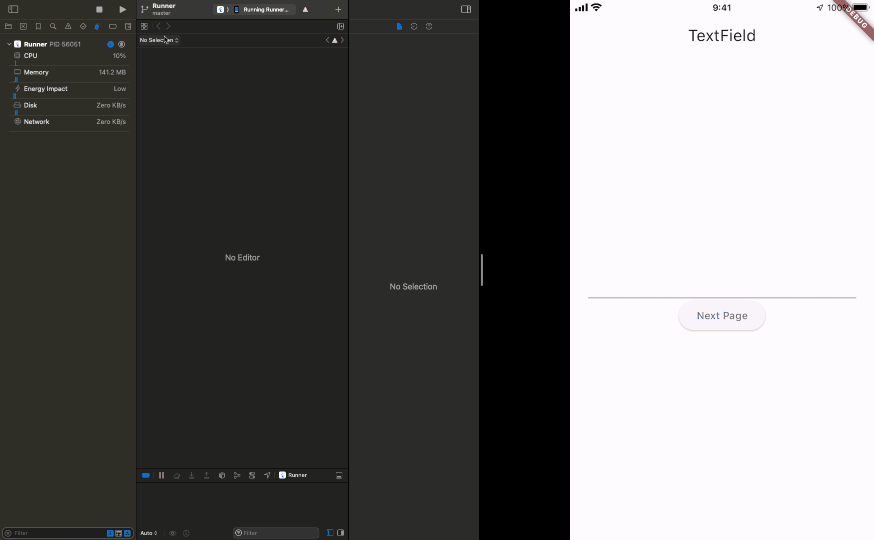 Runner
master
Running Runner...
Runner PID 56051
CPU 10%
Memory 141.2 MB
Energy Impact Low
Disk Zero KB/s
Network Zero KB/s
Filter
No Selection
No Editor
Runner
Auto
Filter
No Selection
9:41
100%
DEBUG
TextField
Next Page